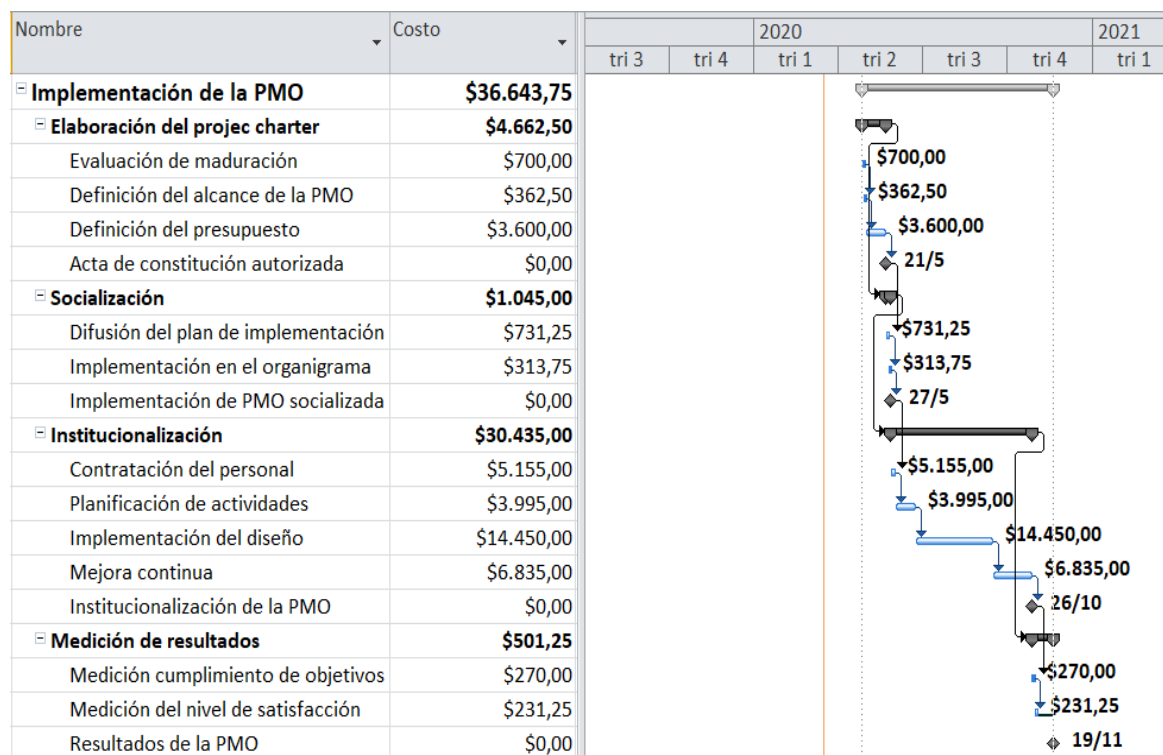 Nombre Costo 2020 2021
tri 3 tri 4 tri 1 tri 2 tri 3 tri 4 tri 1
Implementación de la PMO $36.643,75
Elaboración del projec charter $4.662,50
Evaluación de maduración $700,00 $700,00
Definición del alcance de la PMO $362,50 $362,50
Definición del presupuesto $3.600,00 $3.600,00
Acta de constitución autorizada $0,00 21/5
Socialización $1.045,00
Difusión del plan de implementación $731,25 $731,25
Implementación en el organigrama $313,75 $313,75
Implementación de PMO socializada $0,00 27/5
Institucionalización $30.435,00
Contratación del personal $5.155,00 $5.155,00
Planificación de actividades $3.995,00 $3.995,00
Implementación del diseño $14.450,00 $14.450,00
Mejora continua $6.835,00 $6.835,00
Institucionalización de la PMO $0,00 26/10
Medición de resultados $501,25
Medición cumplimiento de objetivos $270,00 $270,00
Medición del nivel de satisfacción $231,25 $231,25
Resultados de la PMO $0,00 19/11